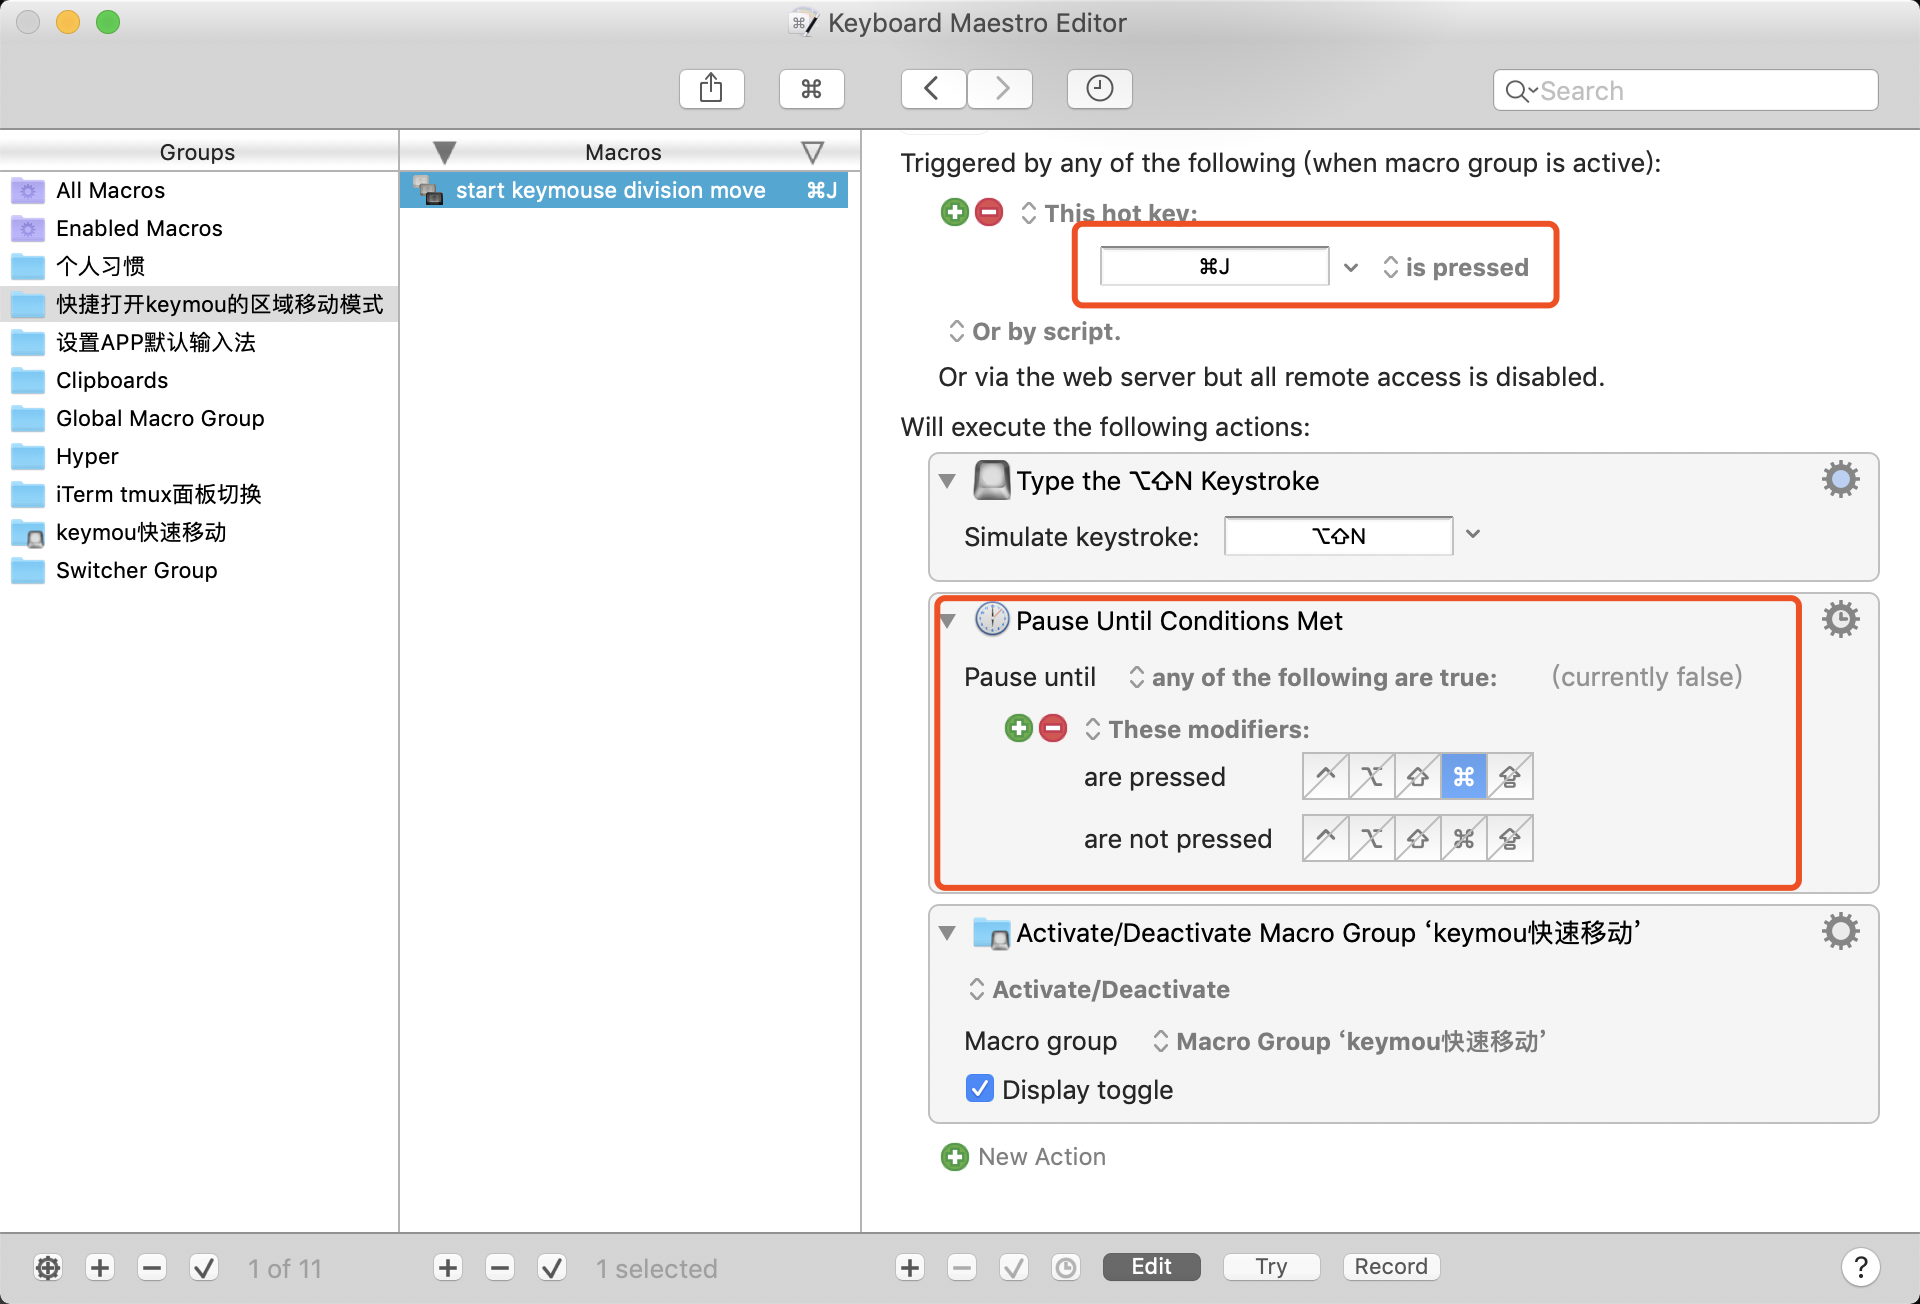 Keyboard Maestro Editor
Search
Groups
All Macros
Enabled Macros
个人习惯
快捷打开keymou的区域移动模式
设置APP默认输入法
Clipboards
Global Macro Group
Hyper
iTerm tmux面板切换
keymou快速移动
Switcher Group
Macros
start keymouse division move ⌘J
Triggered by any of the following (when macro group is active):
This hot key:
⌘J is pressed
Or by script.
Or via the web server but all remote access is disabled.
Will execute the following actions:
Type the ⌥⇧N Keystroke
Simulate keystroke: ⌥⇧N
Pause Until Conditions Met
Pause until any of the following are true: (currently false)
These modifiers:
are pressed ⌃ ⌥ ⇧ ⌘ ⇪
are not pressed ⌃ ⌥ ⇧ ⌘ ⇪
Activate/Deactivate Macro Group ‘keymou快速移动’
Activate/Deactivate
Macro group Macro Group ‘keymou快速移动’
Display toggle
New Action
1 of 11
1 selected
Edit Try Record ?